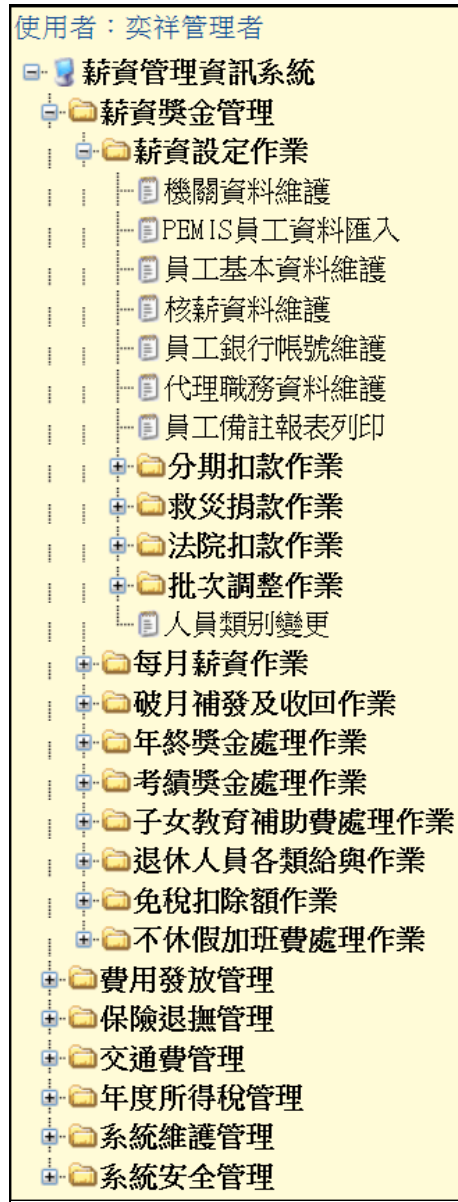 使用者：奕祥管理者
薪資管理資訊系統
薪資獎金管理
薪資設定作業
機關資料維護
PEMIS員工資料匯入
員工基本資料維護
核薪資料維護
員工銀行帳號維護
代理職務資料維護
員工備註報表列印
分期扣款作業
救災捐款作業
法院扣款作業
批次調整作業
人員類別變更
每月薪資作業
破月補發及收回作業
年終獎金處理作業
考績獎金處理作業
子女教育補助費處理作業
退休人員各類給與作業
免稅扣除額作業
不休假加班費處理作業
費用發放管理
保險退撫管理
交通費管理
年度所得稅管理
系統維護管理
系統安全管理